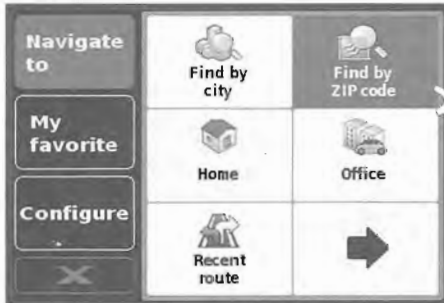 Navigate
to
My
favorite
Configure
Find by
city
Find by
ZIP code
Home
Office
Recent
route